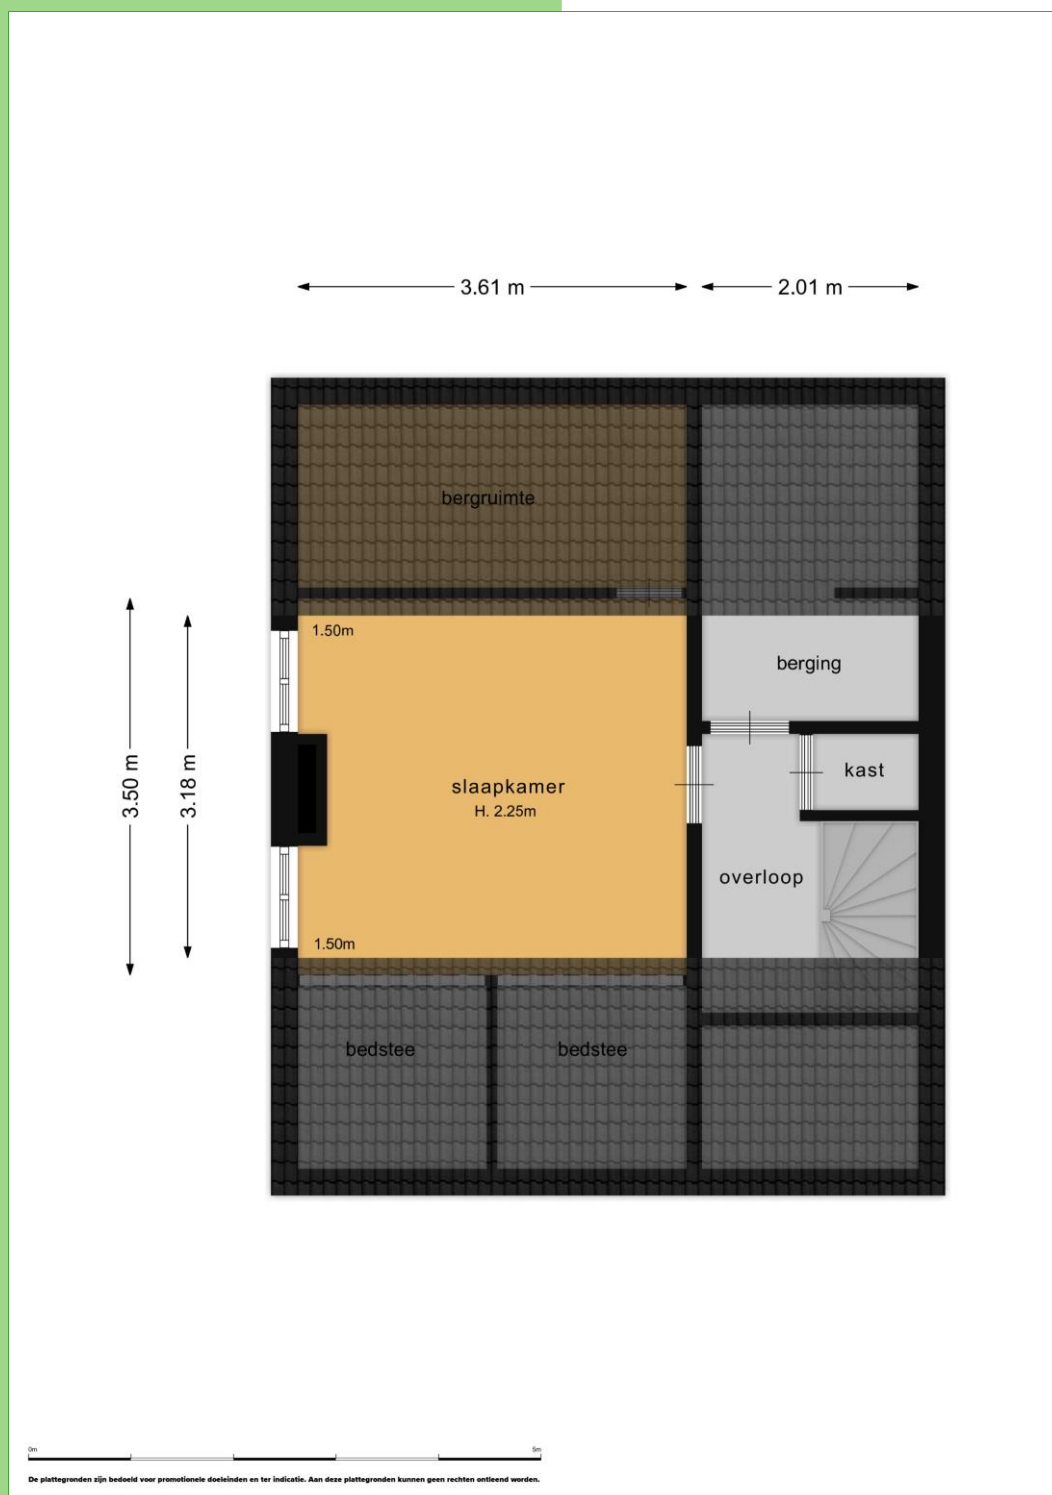 3.61 m
2.01 m
bergruimte
1.50m
berging
3.50 m
3.18 m
slaapkamer
H. 2.25m
kast
overloop
1.50m
bedstee
bedstee
0m
5m
De plattegronden zijn bedoeld voor promotionele doeleinden en ter indicatie. Aan deze plattegronden kunnen geen rechten ontleend worden.